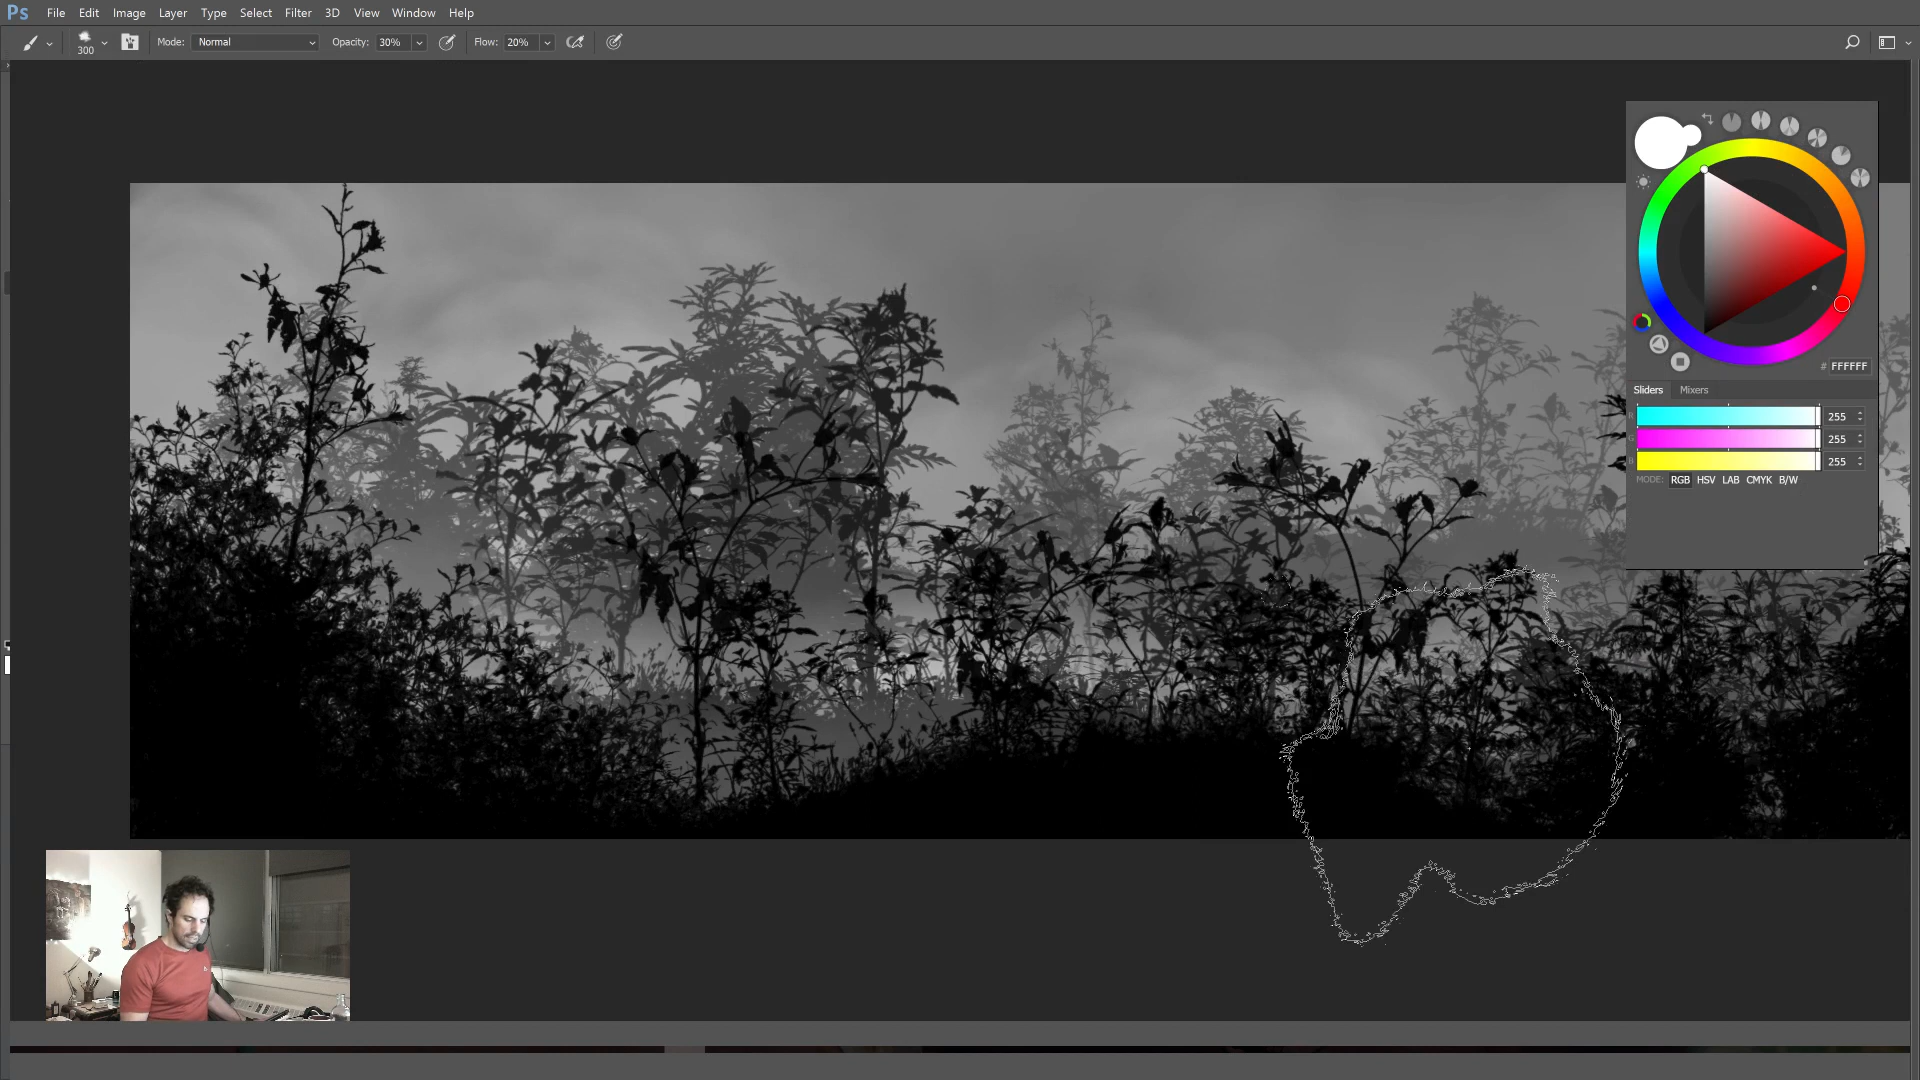 Ps File Edit Image Layer Type Select Filter 3D View Window Help
300 Mode: Normal Opacity: 30% Flow: 20%
# FFFFFF
Sliders Mixers
R 255
G 255
B 255
MODE: RGB HSV LAB CMYK B/W